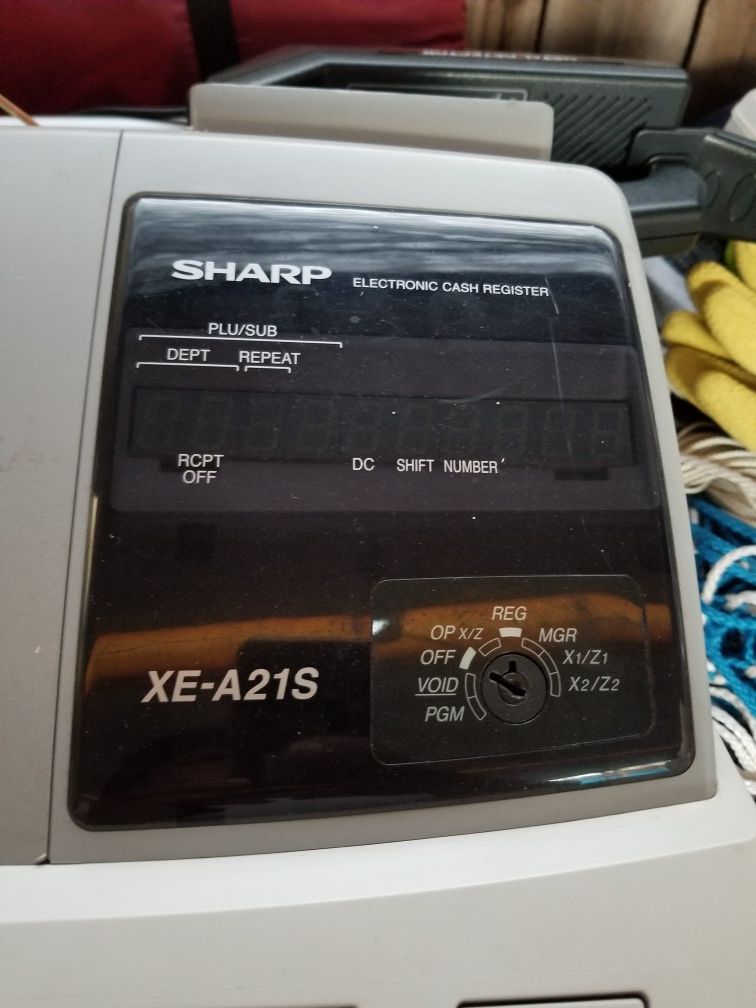 SHARP ELECTRONIC CASH REGISTER
PLU/SUB
DEPT REPEAT
RCPT OFF
DC SHIFT NUMBER
XE-A21S
REG
OP X/Z MGR
OFF X1/Z1
VOID X2/Z2
PGM